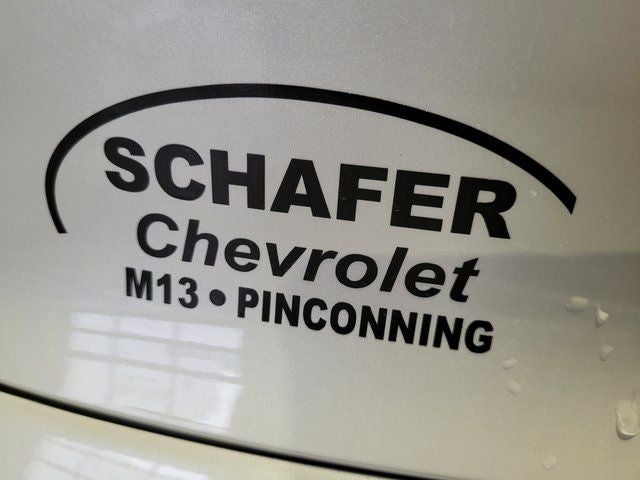 SCHAFER
Chevrolet
M13 • PINCONNING